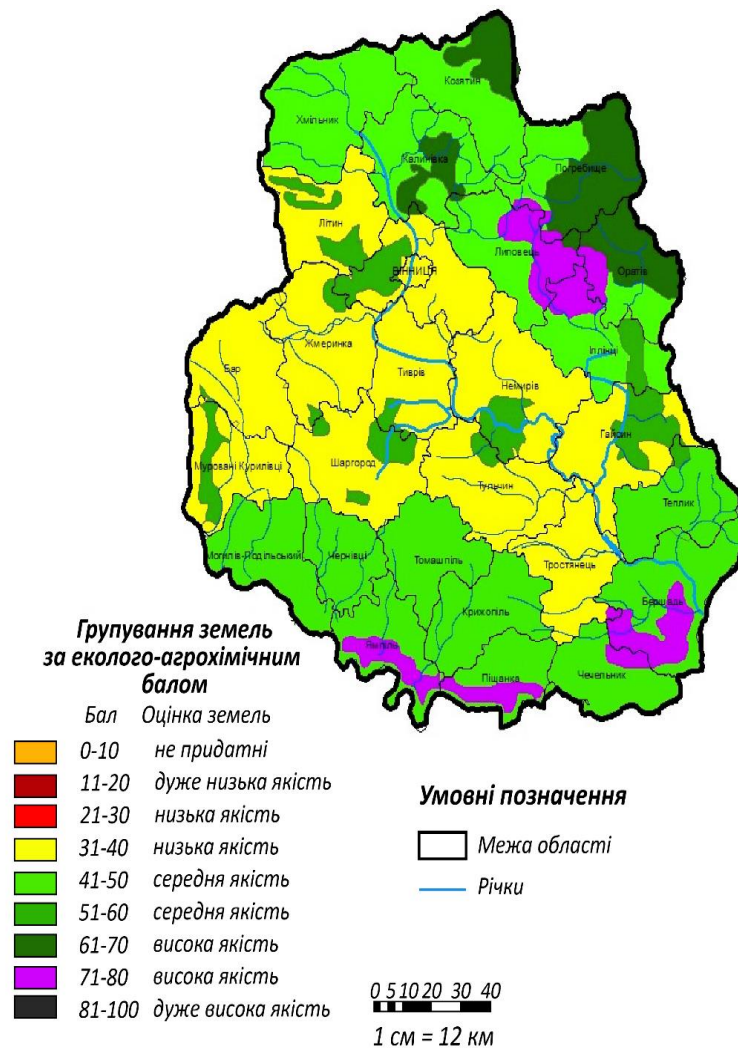 Козятин
Хмільник
Калинівка
Погребище
Літин
Липовець
ВІННИЦЯ
Оратів
Жмеринка
Іллінці
Бар
Тиврів
Немирів
Гайсин
Шаргород
Муровані Курилівці
Тульчин
Теплик
Могилів-Подільський
Чернівці
Томашпіль
Тростянець
Бершадь
Крижопіль
Ямпіль
Піщанка
Чечельник
Групування земель
за еколого-агрохімічним
балом
Бал Оцінка земель
0-10 не придатні
11-20 дуже низька якість
21-30 низька якість
31-40 низька якість
41-50 середня якість
51-60 середня якість
61-70 висока якість
71-80 висока якість
81-100 дуже висока якість
Умовні позначення
Межа області
Річки
0 5 10 20 30 40
1 см = 12 км